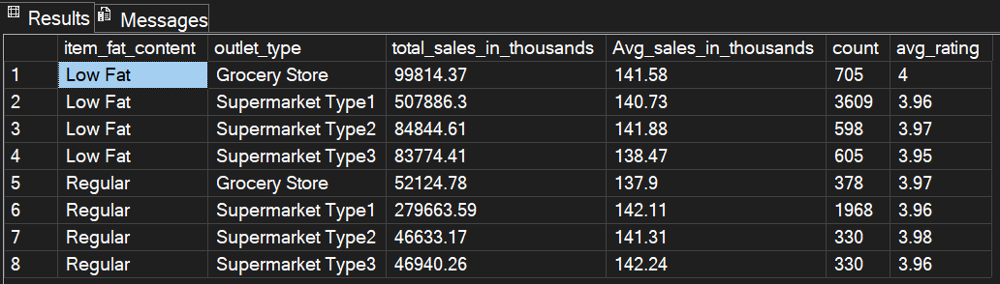 Results Messages
item_fat_content outlet_type total_sales_in_thousands Avg_sales_in_thousands count avg_rating
1 Low Fat Grocery Store 99814.37 141.58 705 4
2 Low Fat Supermarket Type1 507886.3 140.73 3609 3.96
3 Low Fat Supermarket Type2 84844.61 141.88 598 3.97
4 Low Fat Supermarket Type3 83774.41 138.47 605 3.95
5 Regular Grocery Store 52124.78 137.9 378 3.97
6 Regular Supermarket Type1 279663.59 142.11 1968 3.96
7 Regular Supermarket Type2 46633.17 141.31 330 3.98
8 Regular Supermarket Type3 46940.26 142.24 330 3.96